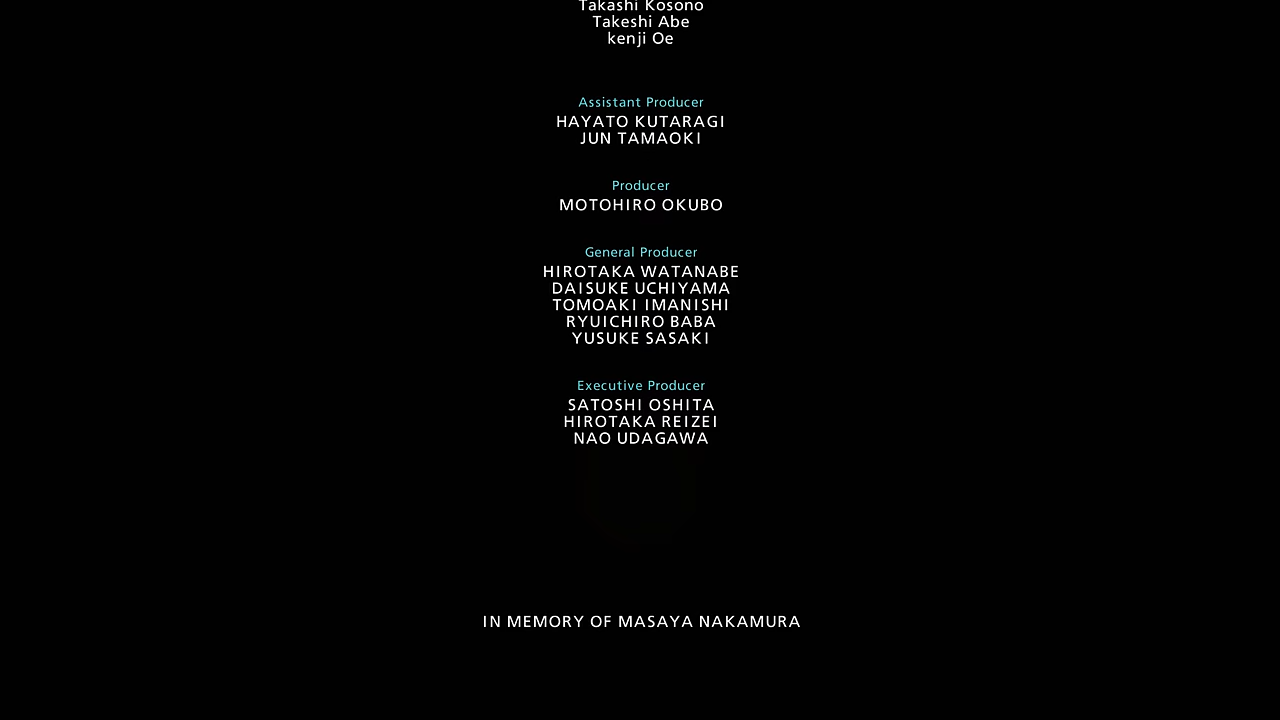 Takashi Kosono
Takeshi Abe
kenji Oe
Assistant Producer
HAYATO KUTARAGI
JUN TAMAOKI
Producer
MOTOHIRO OKUBO
General Producer
HIROTAKA WATANABE
DAISUKE UCHIYAMA
TOMOAKI IMANISHI
RYUICHIRO BABA
YUSUKE SASAKI
Executive Producer
SATOSHI OSHITA
HIROTAKA REIZEI
NAO UDAGAWA
IN MEMORY OF MASAYA NAKAMURA